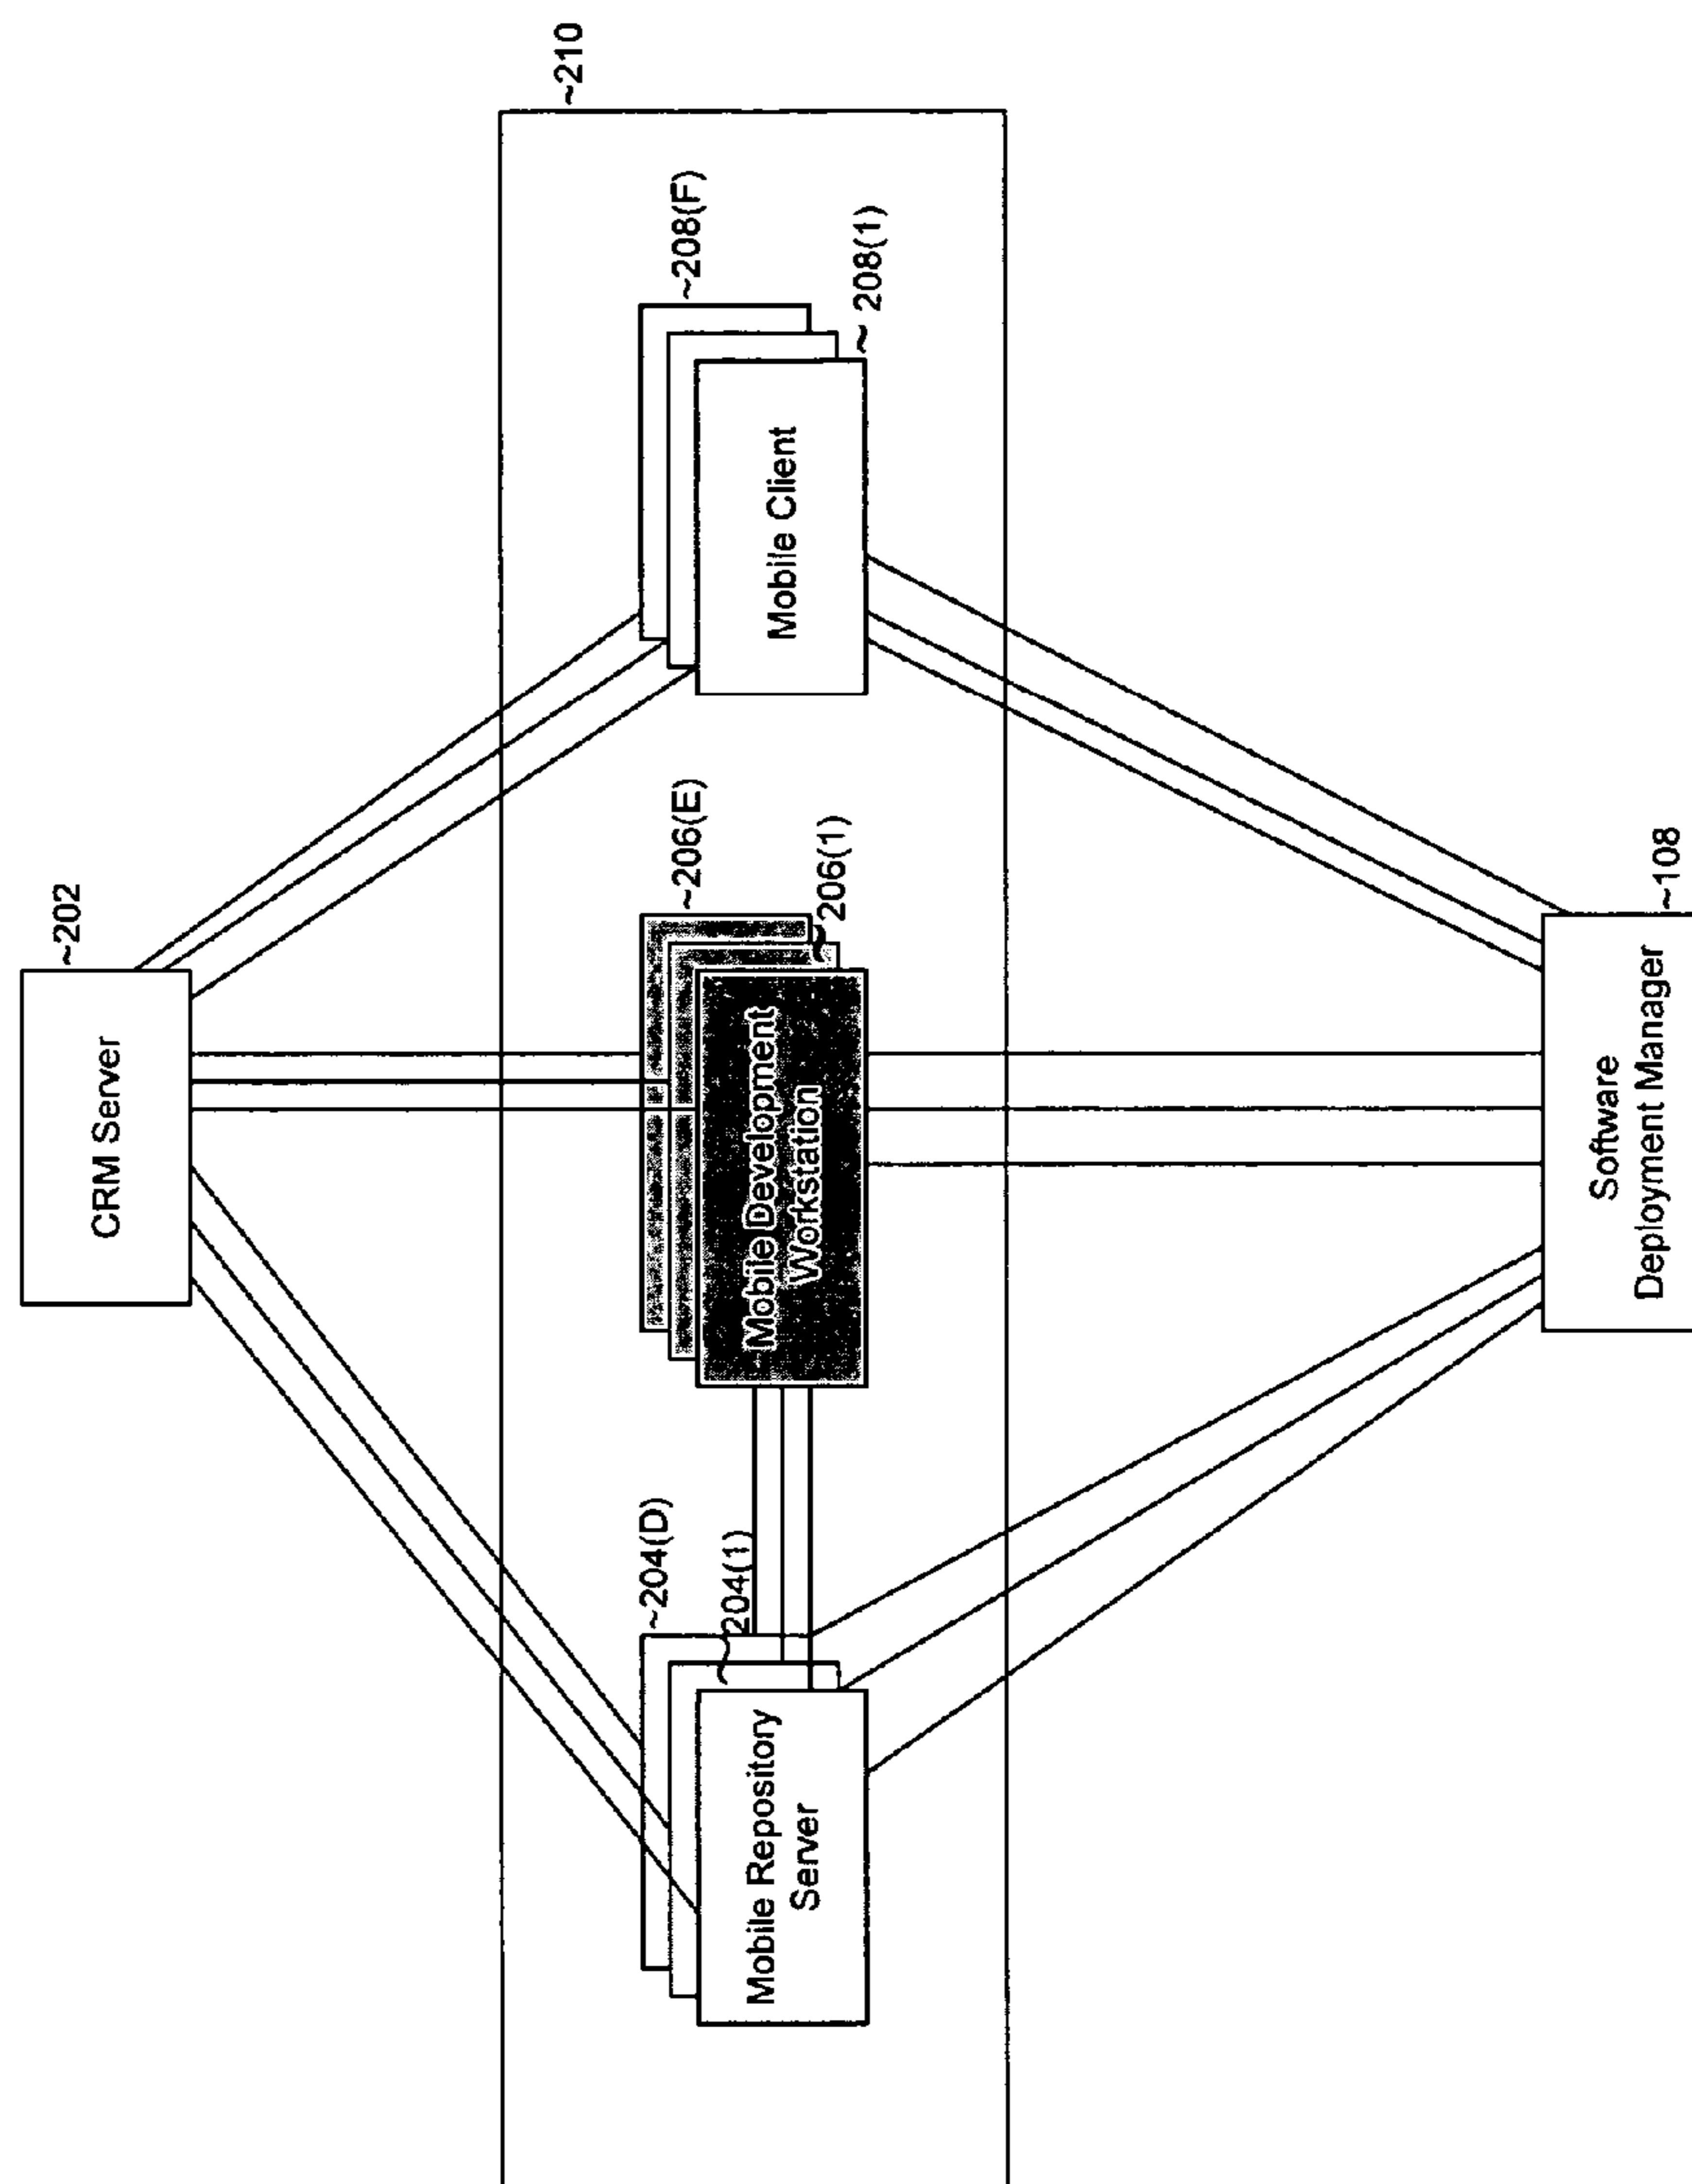 ~202
CRM Server
~210
~204(D)
204(1)
Mobile Repository
Server
~206(E)
~206(1)
Mobile Development
Workstation
~208(F)
~208(1)
Mobile Client
Software
Deployment Manager
~108